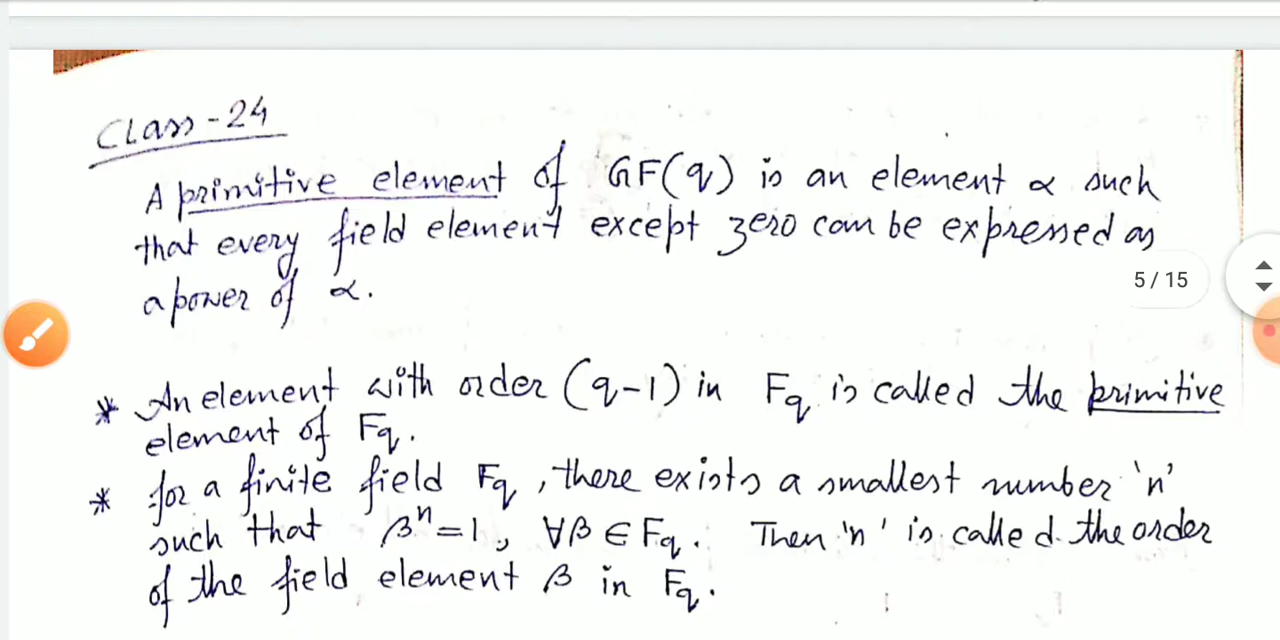 Class-24
A primitive element of GF(q) is an element α such
that every field element except zero can be expressed as
a power of α.
5 / 15
* An element with order (q-1) in Fq is called the primitive
element of Fq.
* for a finite field Fq, there exists a smallest number 'n'
such that βⁿ=1, ∀β ∈ Fq. Then 'n' is called the order
of the field element β in Fq.